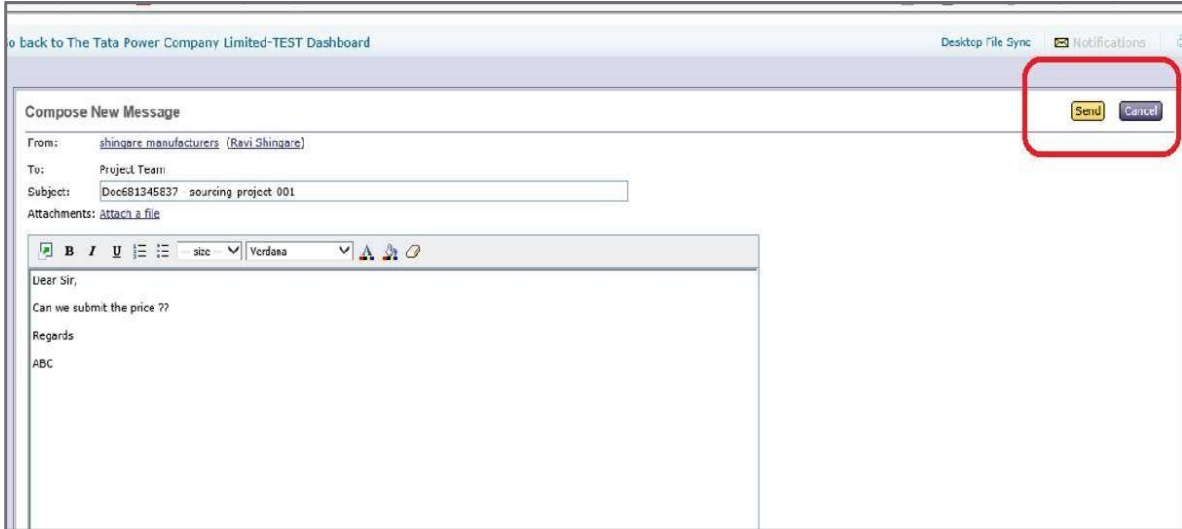 o back to The Tata Power Company Limited-TEST Dashboard Desktop File Sync Notifications
Compose New Message Send Cancel
From: shingare manufacturers (Ravi Shingare)
To: Project Team
Subject: Doc681345837 - sourcing project 001
Attachments: Attach a file
B I U -- size -- Verdana A
Dear Sir,
Can we submit the price ??
Regards
ABC